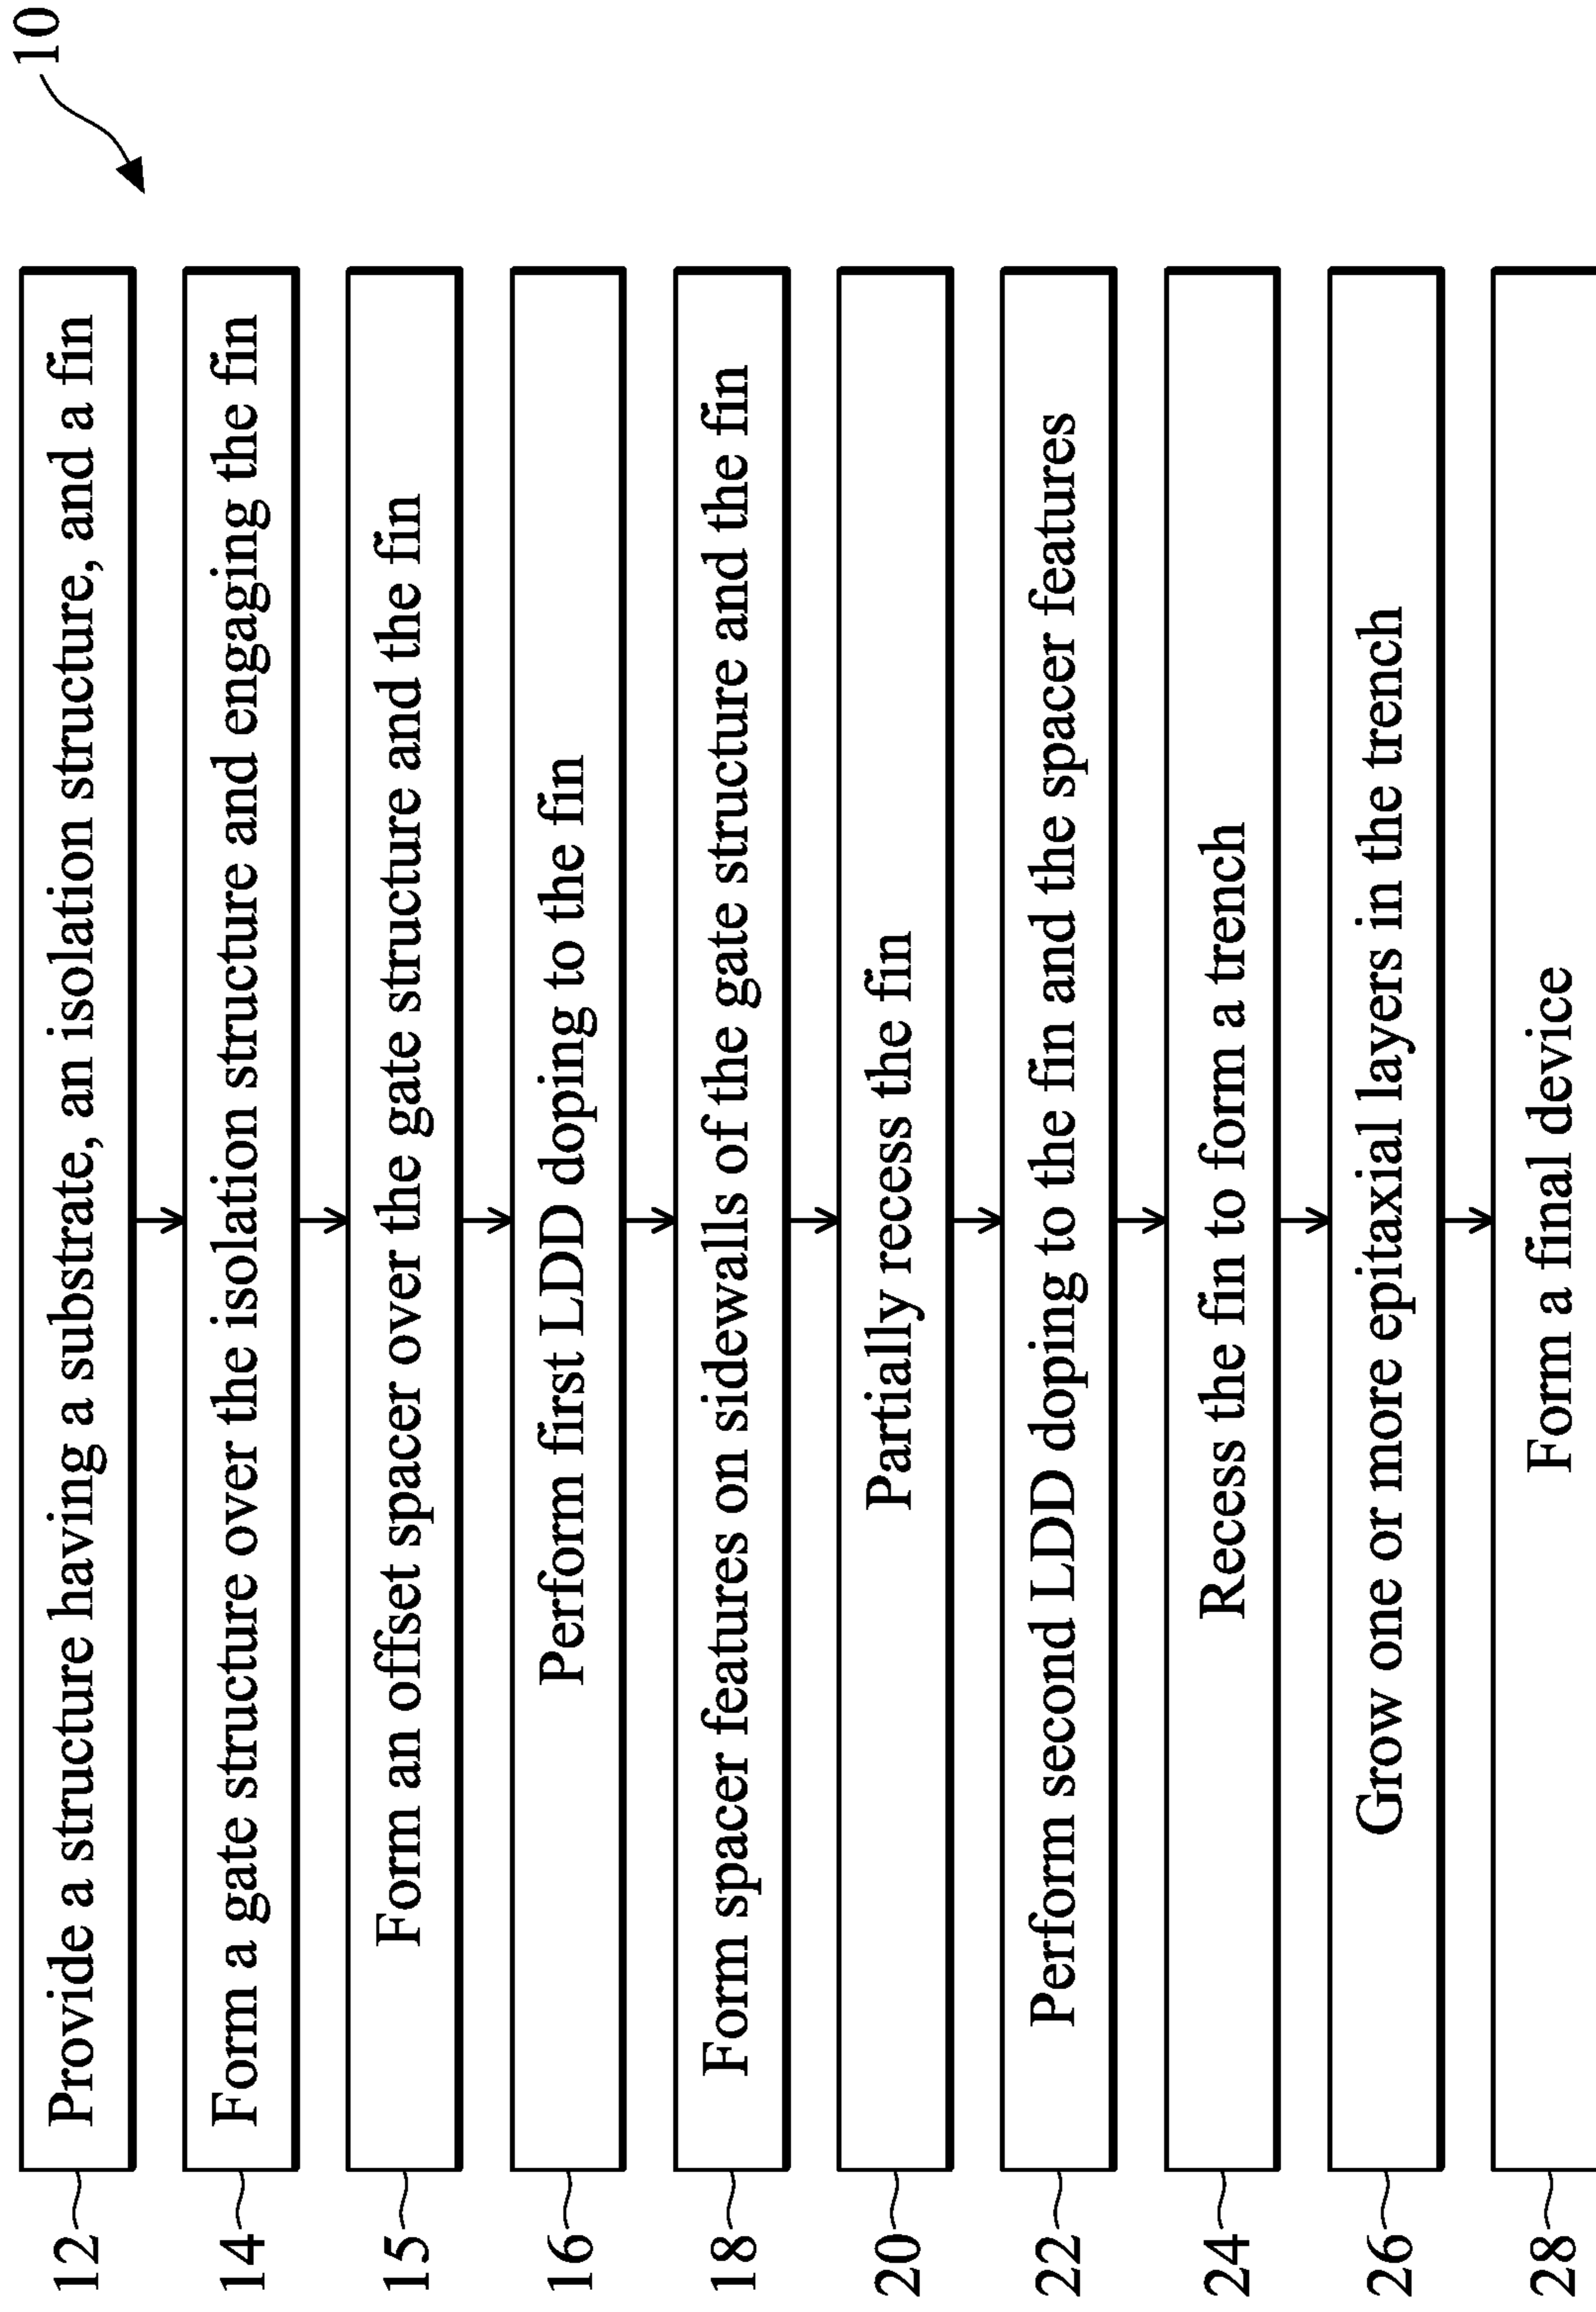 10
12 Provide a structure having a substrate, an isolation structure, and a fin
14 Form a gate structure over the isolation structure and engaging the fin
15 Form an offset spacer over the gate structure and the fin
16 Perform first LDD doping to the fin
18 Form spacer features on sidewalls of the gate structure and the fin
20 Partially recess the fin
22 Perform second LDD doping to the fin and the spacer features
24 Recess the fin to form a trench
26 Grow one or more epitaxial layers in the trench
28 Form a final device